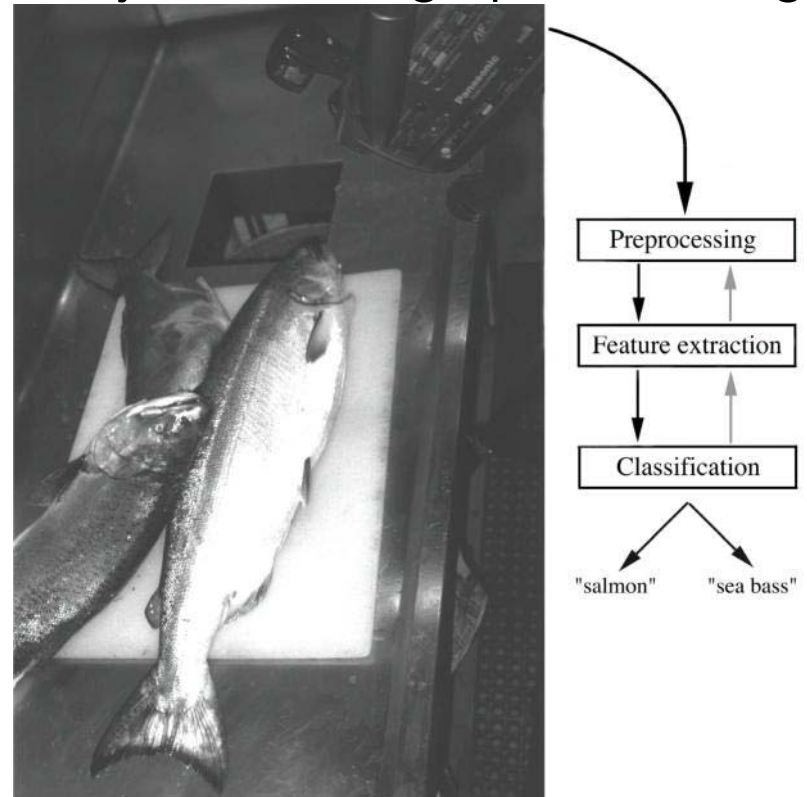 Panasonic
Preprocessing
Feature extraction
Classification
"salmon" "sea bass"